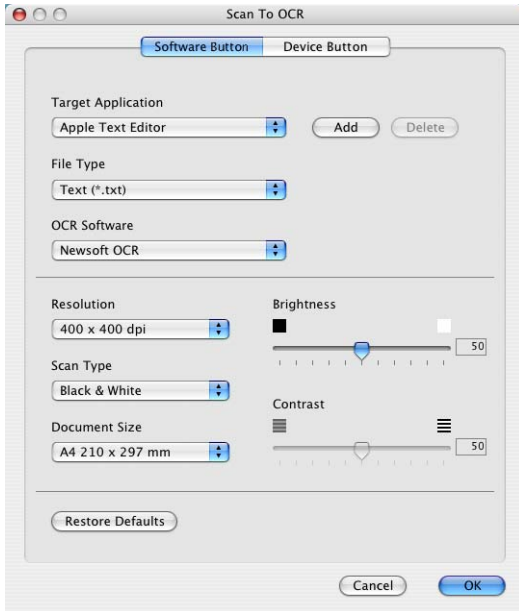 Scan To OCR
Software Button Device Button
Target Application
Apple Text Editor Add Delete
File Type
Text (*.txt)
OCR Software
Newsoft OCR
Resolution Brightness
400 x 400 dpi 50
Scan Type
Black & White
Contrast
Document Size
A4 210 x 297 mm 50
Restore Defaults
Cancel OK